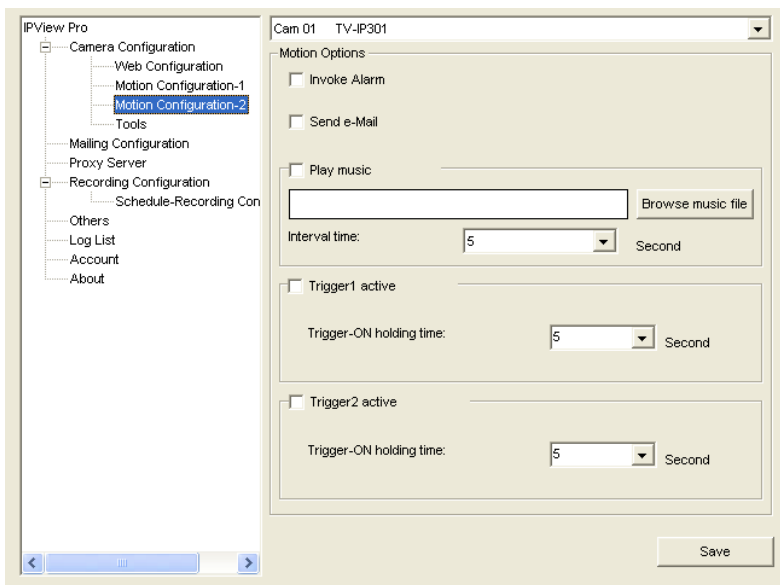 IPView Pro
Camera Configuration
Web Configuration
Motion Configuration-1
Motion Configuration-2
Tools
Mailing Configuration
Proxy Server
Recording Configuration
Schedule-Recording Con
Others
Log List
Account
About
Cam 01 TV-IP301
Motion Options
Invoke Alarm
Send e-Mail
Play music
Browse music file
Interval time: 5 Second
Trigger1 active
Trigger-ON holding time: 5 Second
Trigger2 active
Trigger-ON holding time: 5 Second
Save